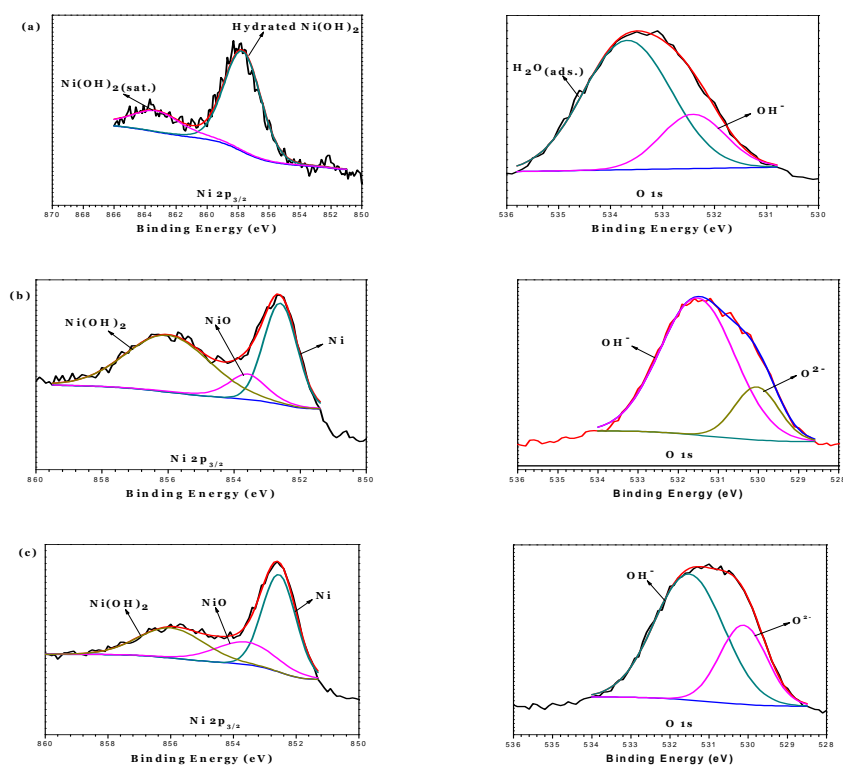 (a)
Hydrated Ni(OH)2
Ni(OH)2(sat.)
870 868 866 864 862 860 858 856 854 852 850
Ni 2p3/2
Binding Energy (eV)
H2O(ads.)
OH-
536 535 534 533 532 531 530
O 1s
Binding Energy (eV)
(b)
Ni(OH)2
NiO
Ni
860 858 856 854 852 850
Ni 2p3/2
Binding Energy (eV)
OH-
O2-
536 535 534 533 532 531 530 529 528
O 1s
Binding Energy (eV)
(c)
Ni(OH)2
NiO
Ni
860 858 856 854 852 850
Ni 2p3/2
Binding Energy (eV)
OH-
O2-
536 535 534 533 532 531 530 529 528
O 1s
Binding Energy (eV)